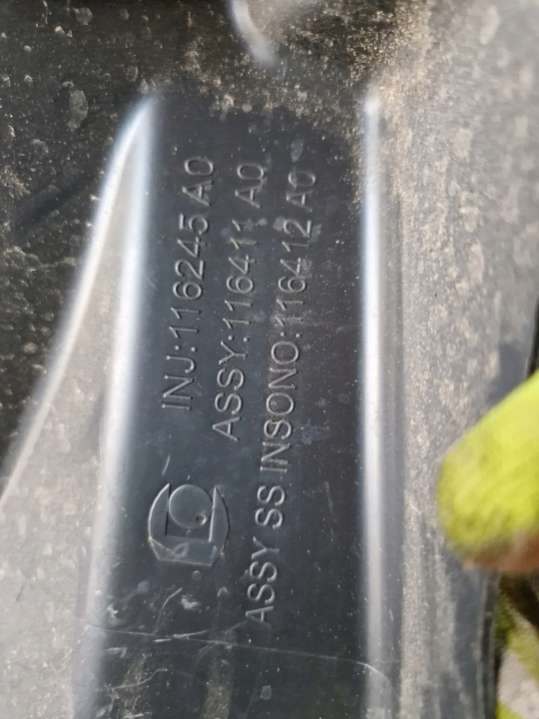 INJ:116245 A0
ASSY:116411 A0
ASSY SS INSONO:116412 A0